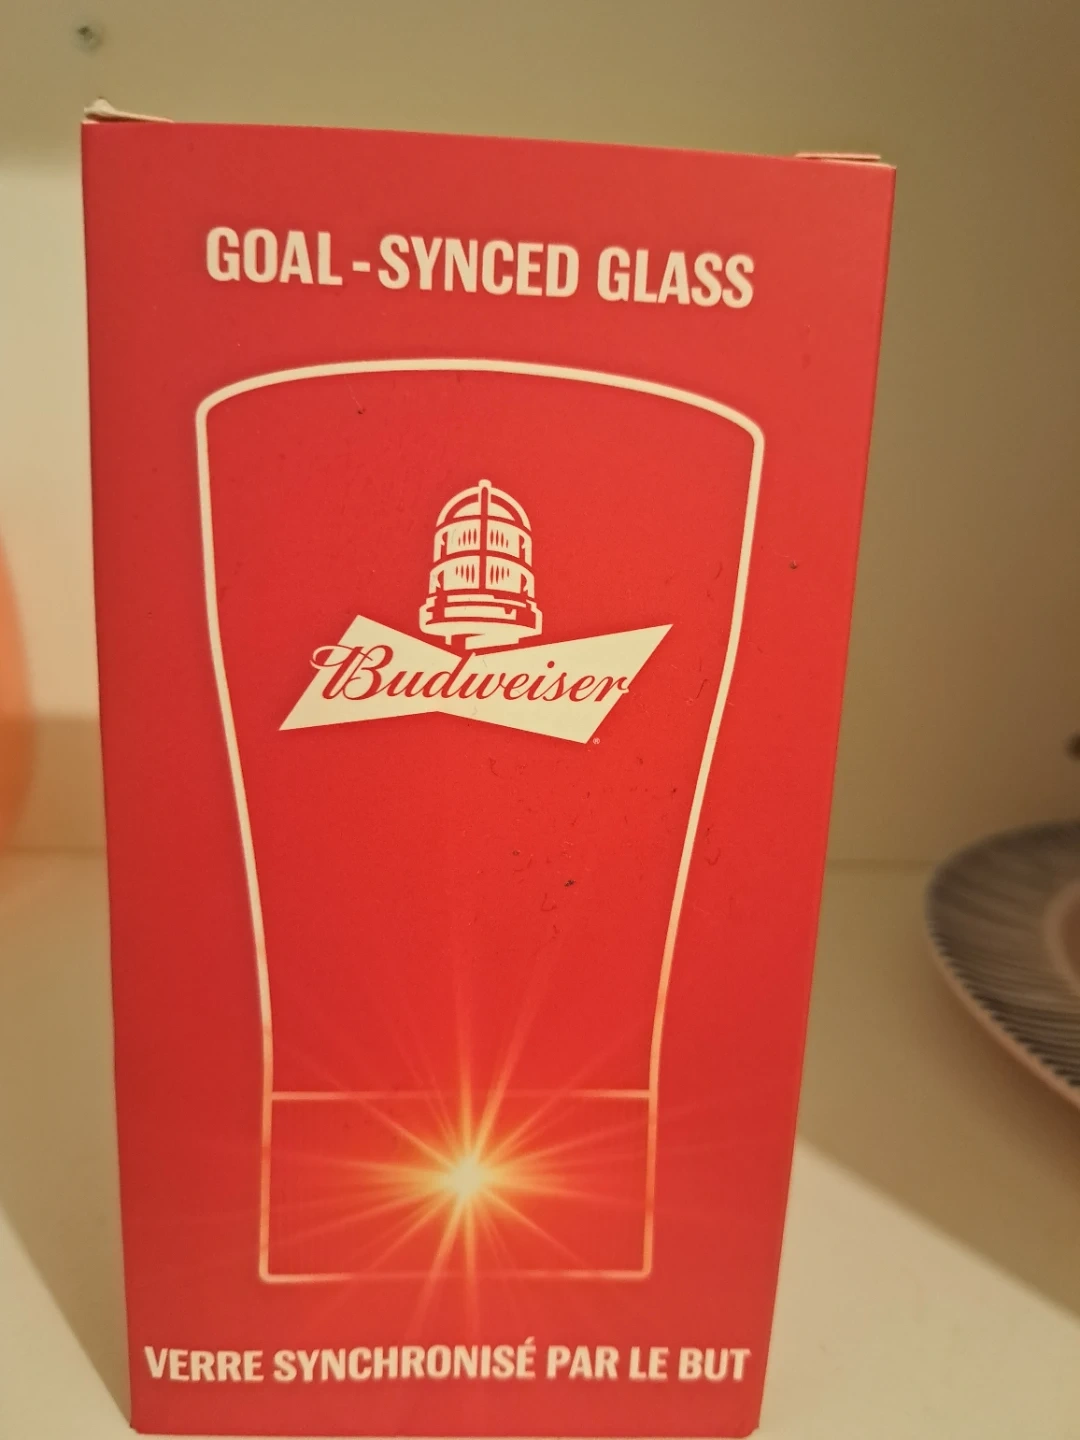 GOAL-SYNCED GLASS
Budweiser
VERRE SYNCHRONISÉ PAR LE BUT